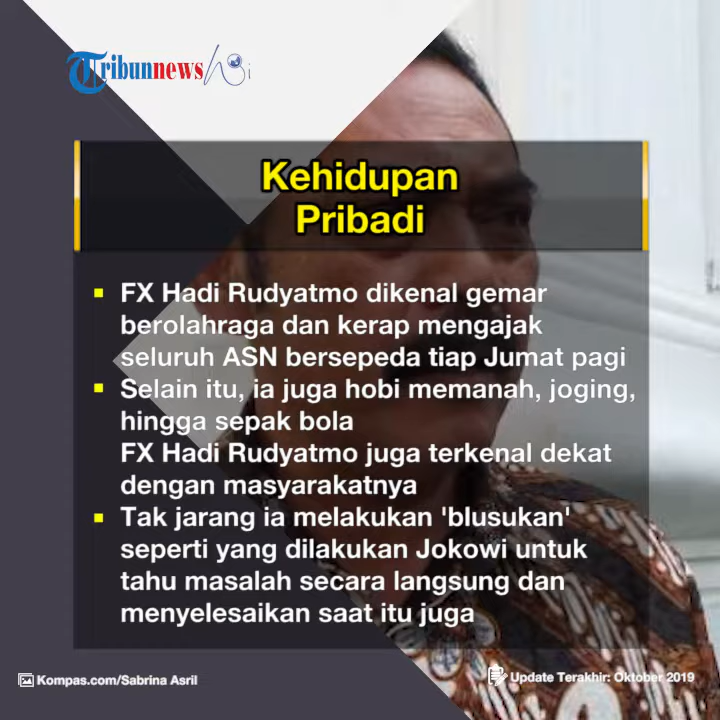 Tribunnewswiki
Kehidupan
Pribadi
▪ FX Hadi Rudyatmo dikenal gemar
berolahraga dan kerap mengajak
seluruh ASN bersepeda tiap Jumat pagi
▪ Selain itu, ia juga hobi memanah, joging,
hingga sepak bola
FX Hadi Rudyatmo juga terkenal dekat
dengan masyarakatnya
▪ Tak jarang ia melakukan 'blusukan'
seperti yang dilakukan Jokowi untuk
tahu masalah secara langsung dan
menyelesaikan saat itu juga
Kompas.com/Sabrina Asril
Update Terakhir: Oktober 2019